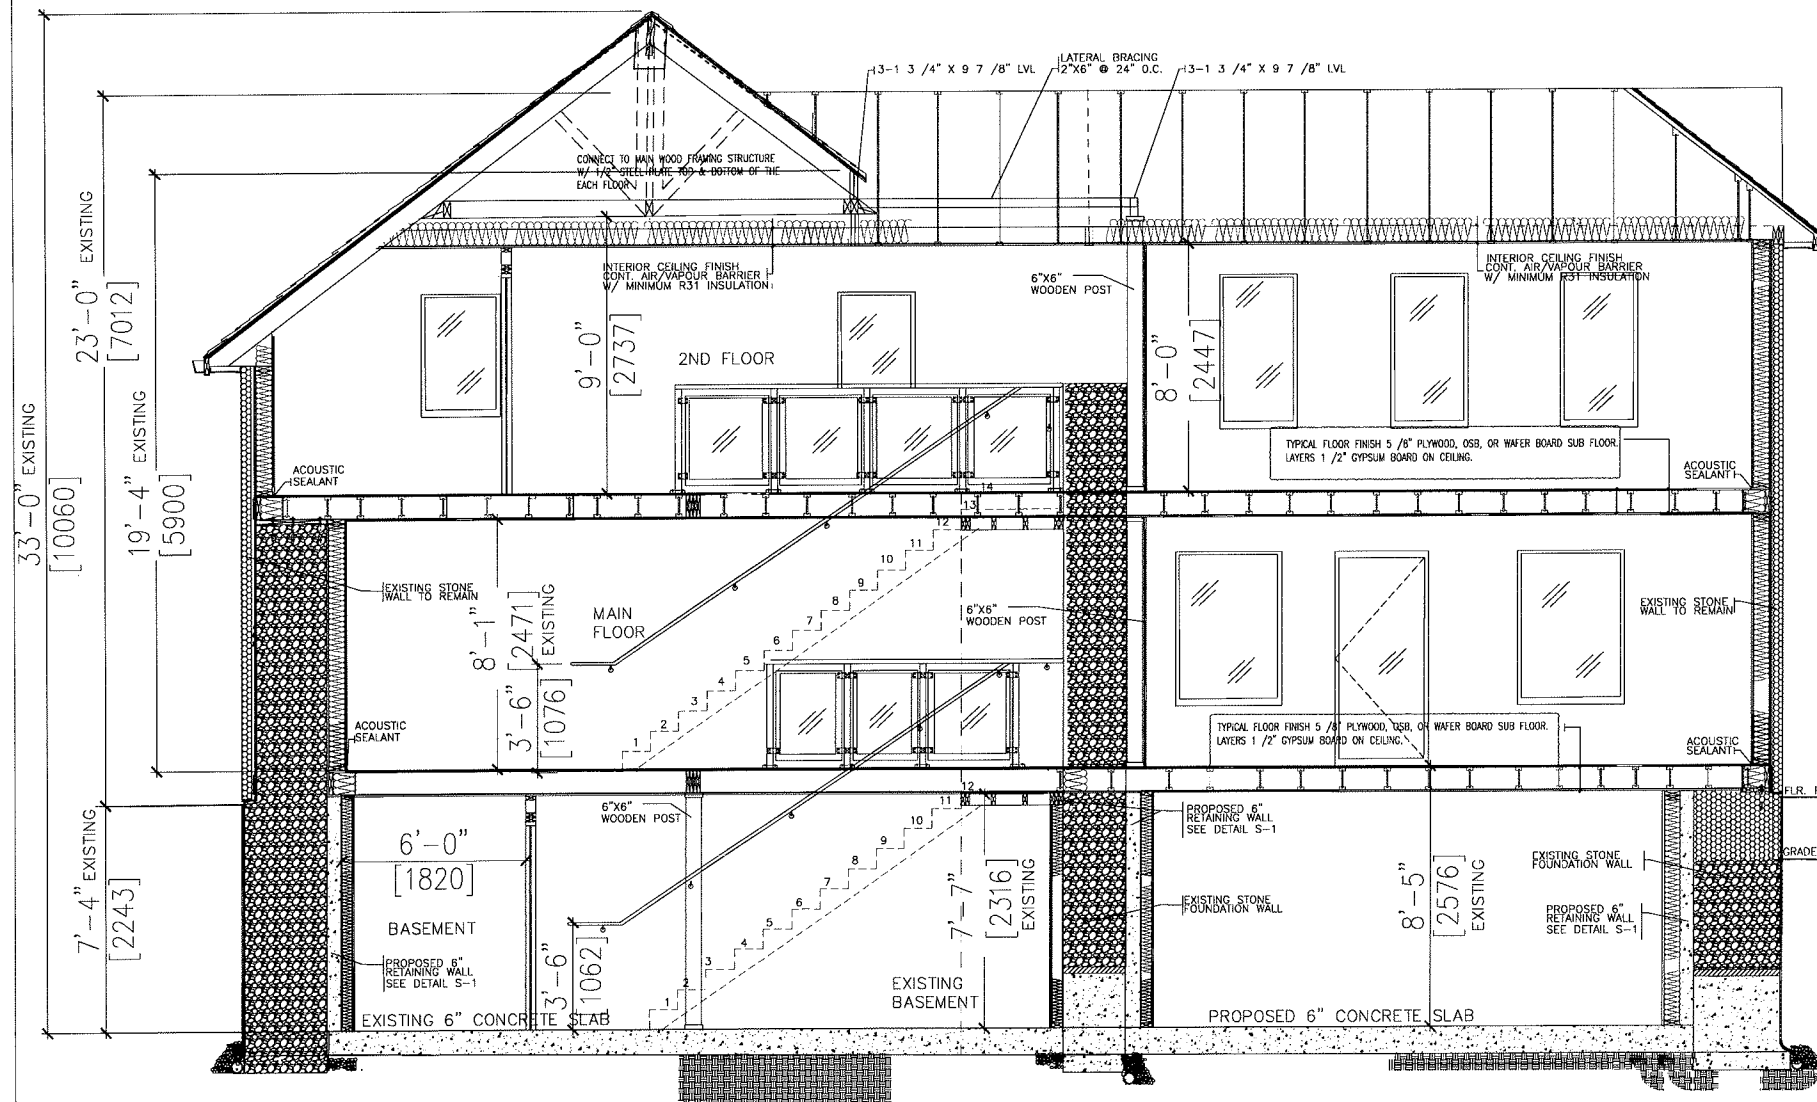 3-1 3 /4" X 9 7 /8" LVL
LATERAL BRACING
2"X6" @ 24" O.C.
3-1 3 /4" X 9 7 /8" LVL
CONNECT TO MAIN WOOD FRAMING STRUCTURE
W/ 1/2" STEEL PLATE TOP & BOTTOM OF THE
EACH FLOOR
33'-0" EXISTING
[10060]
23'-0" EXISTING
[7012]
19'-4" EXISTING
[5900]
7'-4" EXISTING
[2243]
INTERIOR CEILING FINISH
CONT. AIR/VAPOUR BARRIER
W/ MINIMUM R31 INSULATION
6"X6"
WOODEN POST
INTERIOR CEILING FINISH
CONT. AIR/VAPOUR BARRIER
W/ MINIMUM R31 INSULATION
9'-0"
[2737]
2ND FLOOR
8'-0"
[2447]
TYPICAL FLOOR FINISH 5 /8" PLYWOOD, OSB, OR WAFER BOARD SUB FLOOR.
LAYERS 1 /2" GYPSUM BOARD ON CEILING.
ACOUSTIC
SEALANT
ACOUSTIC
SEALANT
14
13
12
11
10
9
8
7
6
5
4
3
2
1
EXISTING STONE
WALL TO REMAIN
8'-1"
[2471]
3'-6"
[1076]
EXISTING
MAIN
FLOOR
6"X6"
WOODEN POST
EXISTING STONE
WALL TO REMAIN
ACOUSTIC
SEALANT
TYPICAL FLOOR FINISH 5 /8" PLYWOOD, OSB, OR WAFER BOARD SUB FLOOR.
LAYERS 1 /2" GYPSUM BOARD ON CEILING.
ACOUSTIC
SEALANT
FLR.
GRADE
6'-0"
[1820]
BASEMENT
6"X6"
WOODEN POST
12
11
10
9
8
7
6
5
4
3
2
1
7'-7"
[2316]
EXISTING
PROPOSED 6"
RETAINING WALL
SEE DETAIL S-1
EXISTING STONE
FOUNDATION WALL
8'-5"
[2576]
EXISTING
EXISTING STONE
FOUNDATION WALL
PROPOSED 6"
RETAINING WALL
SEE DETAIL S-1
PROPOSED 6"
RETAINING WALL
SEE DETAIL S-1
3'-6"
[1062]
EXISTING
BASEMENT
EXISTING 6" CONCRETE SLAB
PROPOSED 6" CONCRETE SLAB